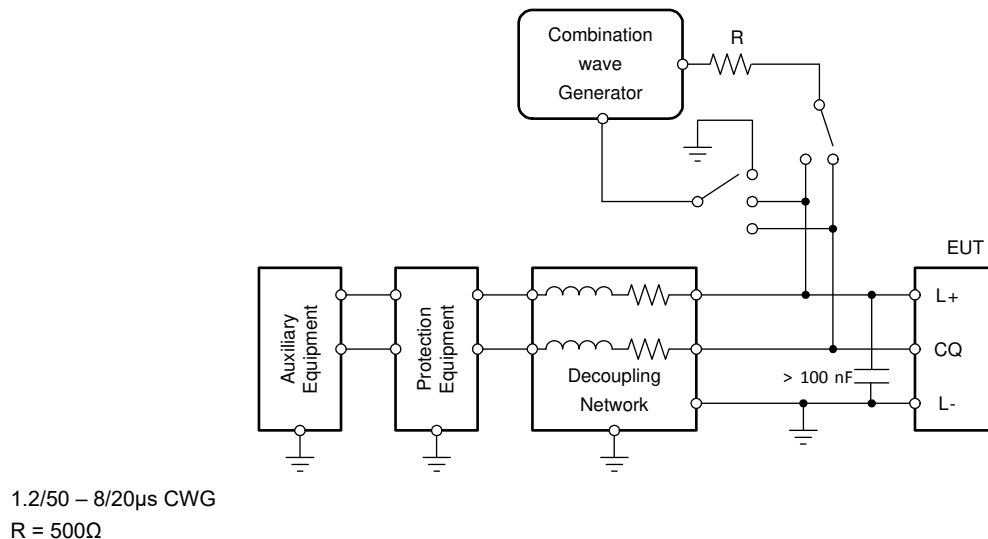 Combination
wave
Generator
R
EUT
L+
CQ
L-
> 100 nF
Auxiliary
Equipment
Protection
Equipment
Decoupling
Network
1.2/50 – 8/20μs CWG
R = 500Ω